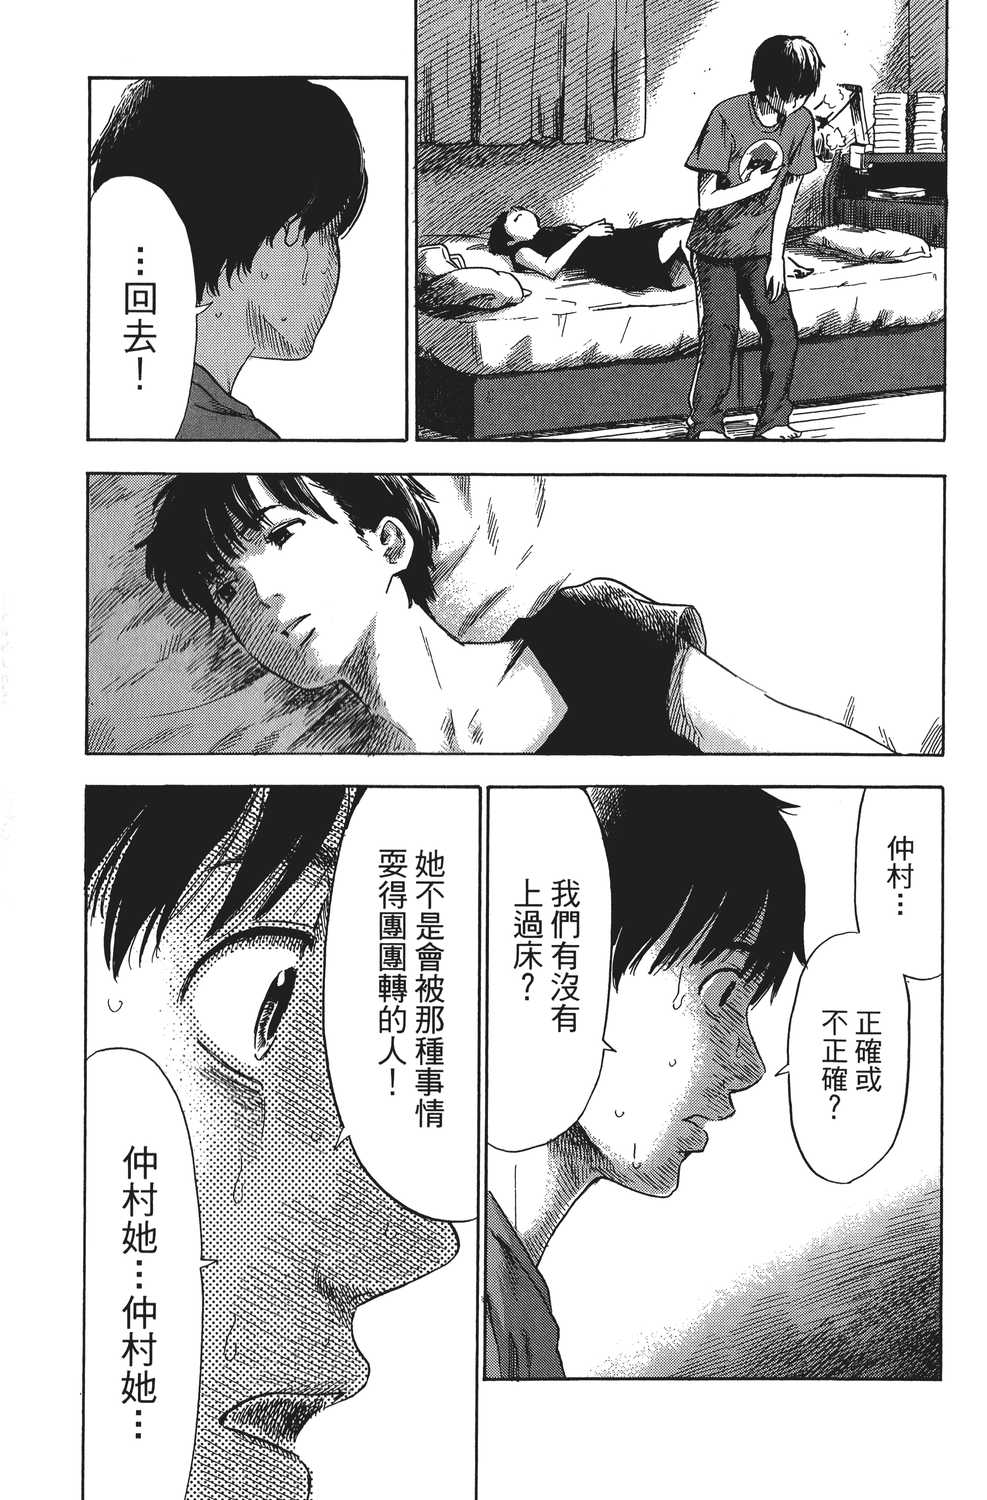 …回去！
仲村…
正確或
不正確？
我們有沒有
上過床？
她不是會被那種事情
耍得團團轉的人！
仲村她…仲村她…